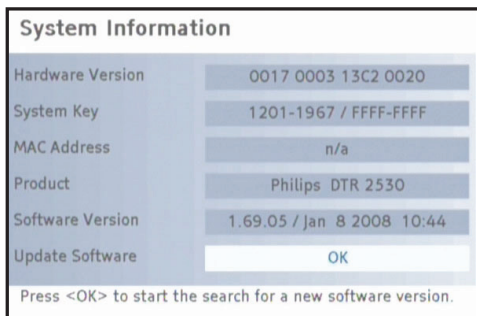 System Information
Hardware Version 0017 0003 13C2 0020
System Key 1201-1967 / FFFF-FFFF
MAC Address n/a
Product Philips DTR 2530
Software Version 1.69.05 / Jan 8 2008 10:44
Update Software OK
Press <OK> to start the search for a new software version.